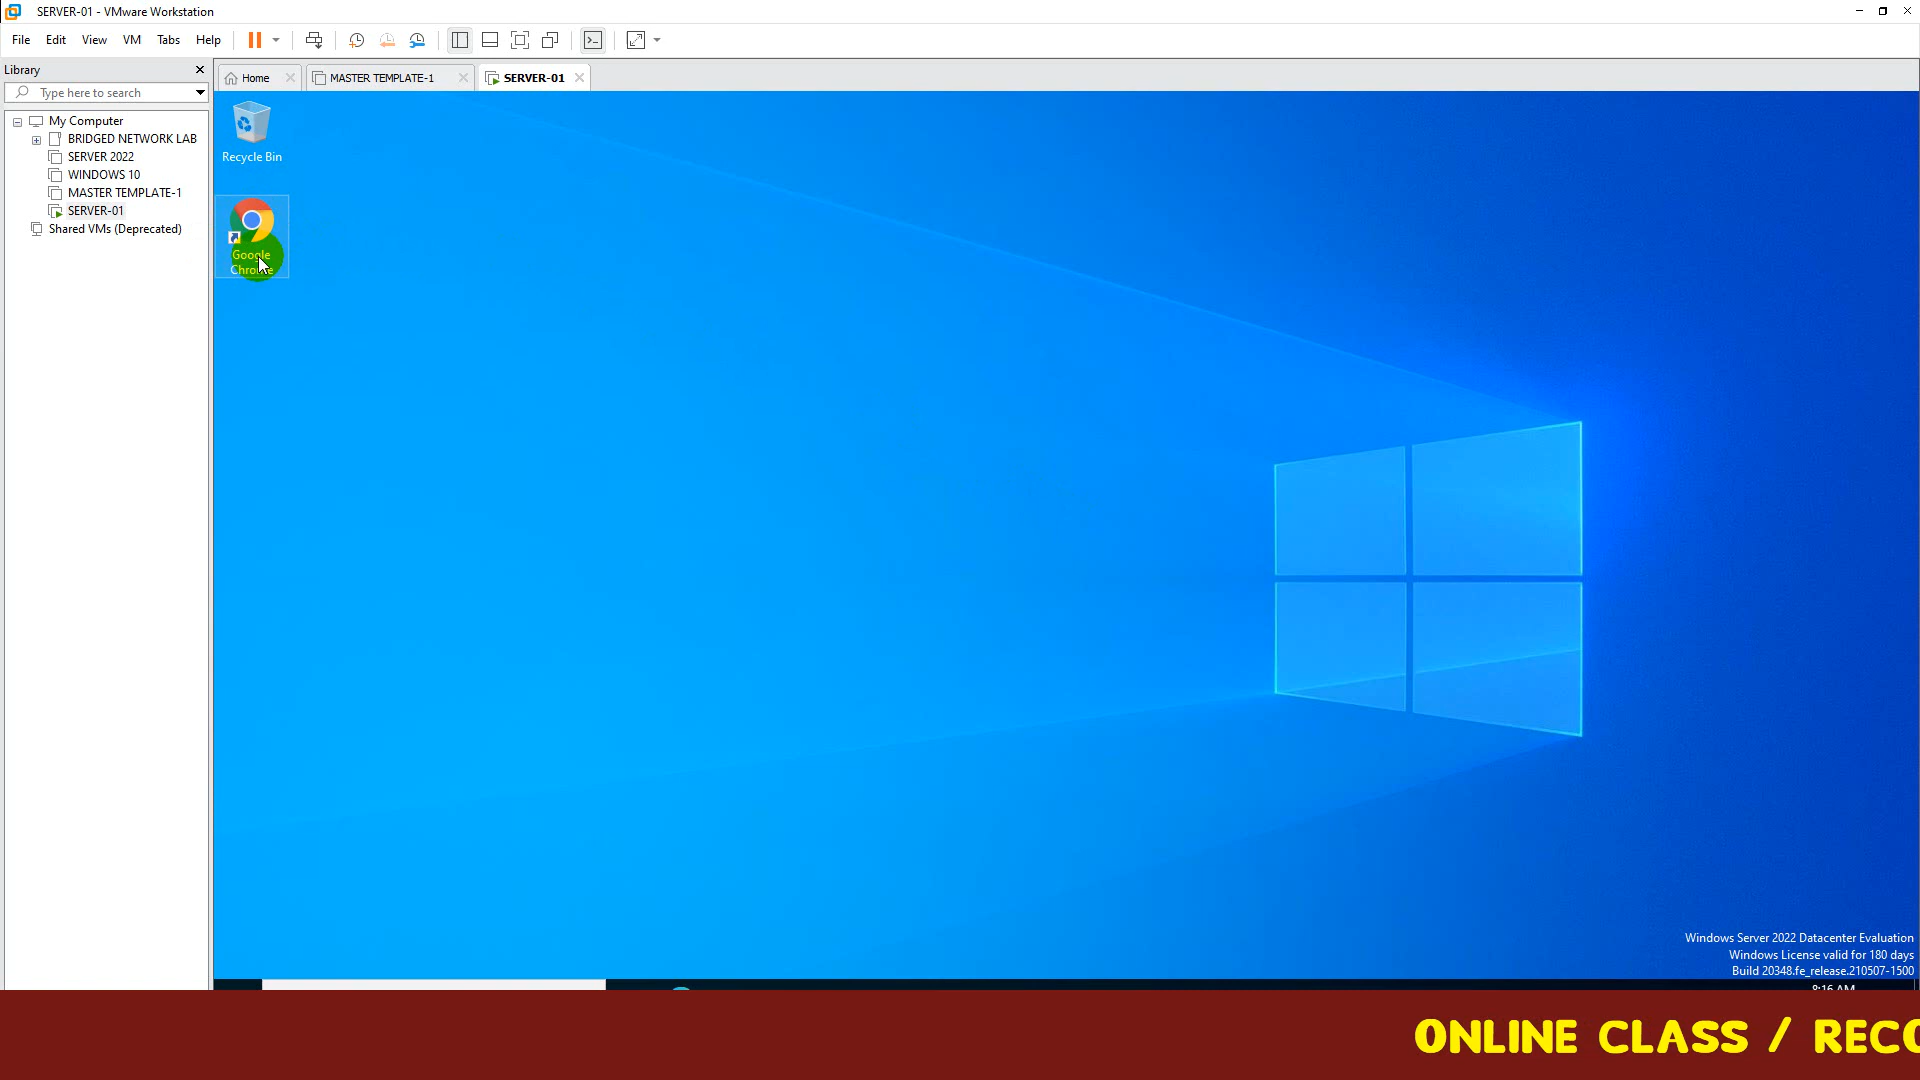 SERVER-01 - VMware Workstation
File Edit View VM Tabs Help
Library
Type here to search
Home
MASTER TEMPLATE-1
SERVER-01
My Computer
BRIDGED NETWORK LAB
SERVER 2022
WINDOWS 10
MASTER TEMPLATE-1
SERVER-01
Shared VMs (Deprecated)
Recycle Bin
Google
Chrome
Windows Server 2022 Datacenter Evaluation
Windows License valid for 180 days
Build 20348.fe_release.210507-1500
8:16 AM
ONLINE CLASS / RECO